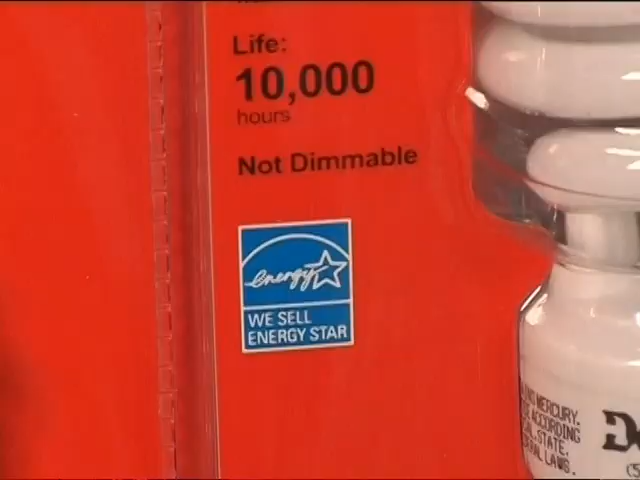 Life:
10,000
hours
Not Dimmable
energy
WE SELL
ENERGY STAR
MERCURY.
ACCORDING
STATE,
LAWS.